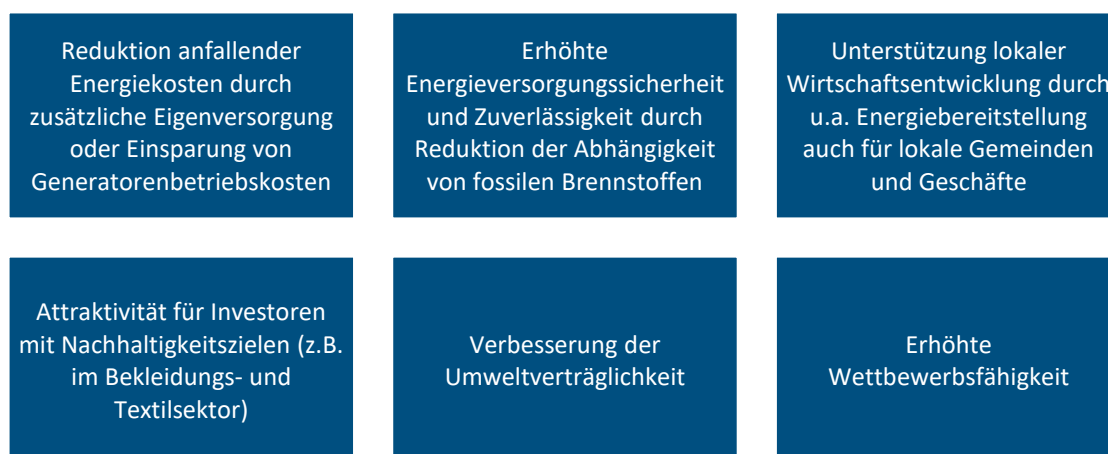 Reduktion anfallender
Energiekosten durch
zusätzliche Eigenversorgung
oder Einsparung von
Generatorenbetriebskosten
Erhöhte
Energieversorgungssicherheit
und Zuverlässigkeit durch
Reduktion der Abhängigkeit
von fossilen Brennstoffen
Unterstützung lokaler
Wirtschaftsentwicklung durch
u.a. Energiebereitstellung
auch für lokale Gemeinden
und Geschäfte
Attraktivität für Investoren
mit Nachhaltigkeitszielen (z.B.
im Bekleidungs- und
Textilsektor)
Verbesserung der
Umweltverträglichkeit
Erhöhte
Wettbewerbsfähigkeit